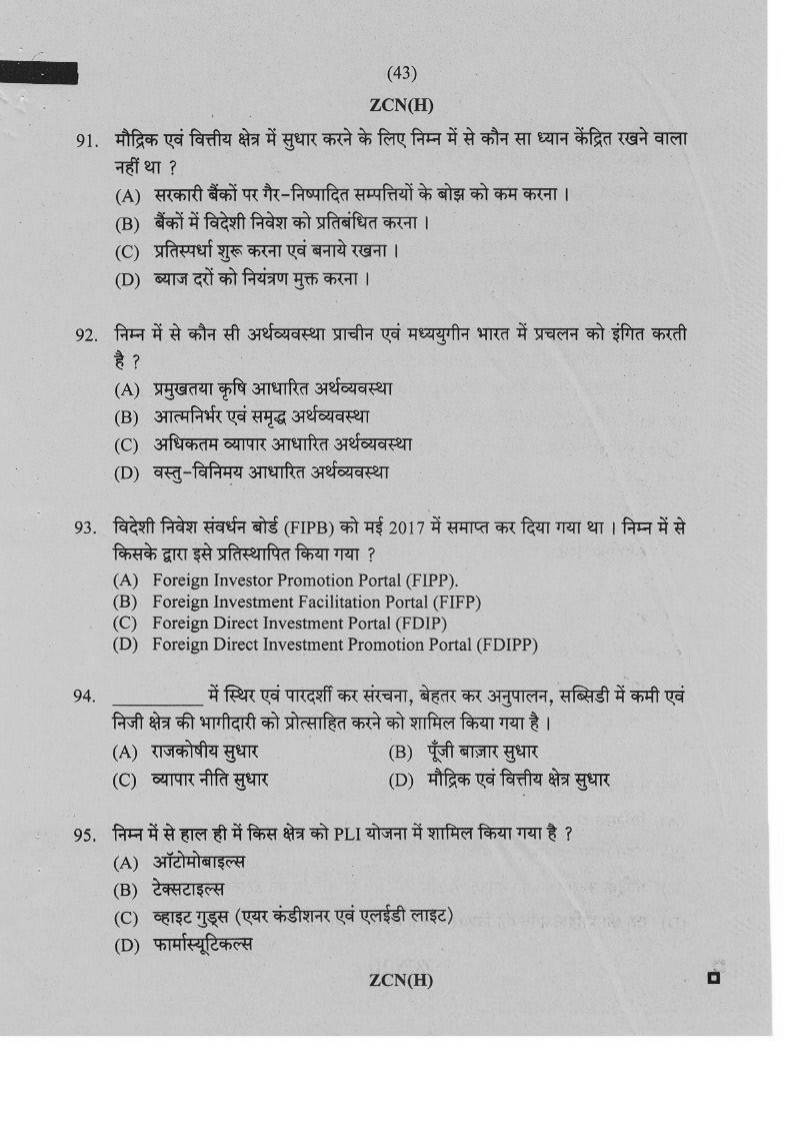 (43)
ZCN(H)
91. मौद्रिक एवं वित्तीय क्षेत्र में सुधार करने के लिए निम्न में से कौन सा ध्यान केंद्रित रखने वाला
नहीं था ?
(A) सरकारी बैंकों पर गैर-निष्पादित सम्पत्तियों के बोझ को कम करना ।
(B) बैंकों में विदेशी निवेश को प्रतिबंधित करना ।
(C) प्रतिस्पर्धा शुरू करना एवं बनाये रखना ।
(D) ब्याज दरों को नियंत्रण मुक्त करना ।
92. निम्न में से कौन सी अर्थव्यवस्था प्राचीन एवं मध्ययुगीन भारत में प्रचलन को इंगित करती
है ?
(A) प्रमुखतया कृषि आधारित अर्थव्यवस्था
(B) आत्मनिर्भर एवं समृद्ध अर्थव्यवस्था
(C) अधिकतम व्यापार आधारित अर्थव्यवस्था
(D) वस्तु-विनिमय आधारित अर्थव्यवस्था
93. विदेशी निवेश संवर्धन बोर्ड (FIPB) को मई 2017 में समाप्त कर दिया गया था । निम्न में से
किसके द्वारा इसे प्रतिस्थापित किया गया ?
(A) Foreign Investor Promotion Portal (FIPP).
(B) Foreign Investment Facilitation Portal (FIFP)
(C) Foreign Direct Investment Portal (FDIP)
(D) Foreign Direct Investment Promotion Portal (FDIPP)
94. __________ में स्थिर एवं पारदर्शी कर संरचना, बेहतर कर अनुपालन, सब्सिडी में कमी एवं
निजी क्षेत्र की भागीदारी को प्रोत्साहित करने को शामिल किया गया है ।
(A) राजकोषीय सुधार (B) पूँजी बाज़ार सुधार
(C) व्यापार नीति सुधार (D) मौद्रिक एवं वित्तीय क्षेत्र सुधार
95. निम्न में से हाल ही में किस क्षेत्र को PLI योजना में शामिल किया गया है ?
(A) ऑटोमोबाइल्स
(B) टेक्सटाइल्स
(C) व्हाइट गुड्स (एयर कंडीशनर एवं एलईडी लाइट)
(D) फार्मास्यूटिकल्स
ZCN(H)